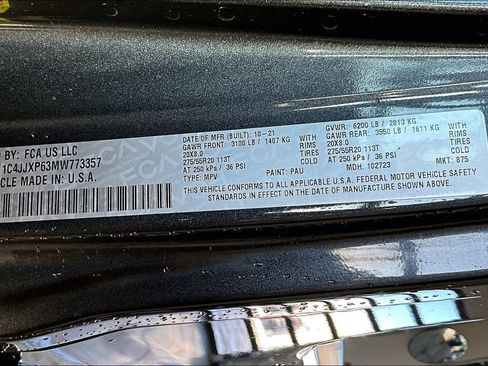 BY: FCA US LLC
DATE OF MFR (BUILT): 10-21
GVWR: 6200 LB / 2813 KG
GAWR FRONT: 3100 LB / 1407 KG WITH
GAWR REAR: 3550 LB / 1611 KG WITH
20X8.0 RIMS
20X8.0 RIMS
275/55R20 113T TIRES
275/55R20 113T TIRES
AT 250 kPa / 36 PSI COLD
AT 250 kPa / 36 PSI COLD
1C4JJXP63MW773357
TYPE: MPV PAINT: PAU MDH: 102723 MKT: 875
CLE MADE IN: U.S.A.
THIS VEHICLE CONFORMS TO ALL APPLICABLE U.S.A. FEDERAL MOTOR VEHICLE SAFETY
STANDARDS IN EFFECT ON THE DATE OF MANUFACTURE SHOWN ABOVE.